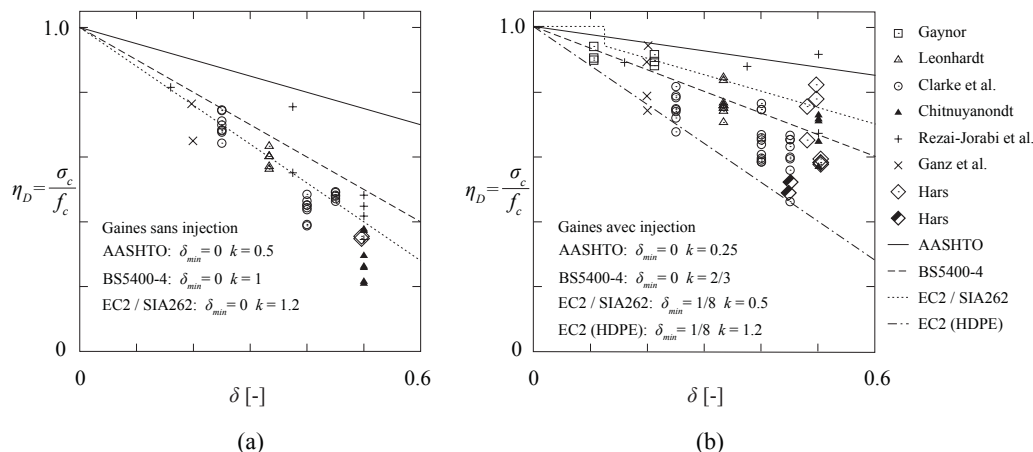 1.0
η_D = σ_c / f_c
Gaines sans injection
AASHTO: δ_min = 0 k = 0.5
BS5400-4: δ_min = 0 k = 1
EC2 / SIA262: δ_min = 0 k = 1.2
0
0
0.6
δ [-]
(a)
1.0
η_D = σ_c / f_c
Gaines avec injection
AASHTO: δ_min = 0 k = 0.25
BS5400-4: δ_min = 0 k = 2/3
EC2 / SIA262: δ_min = 1/8 k = 0.5
EC2 (HDPE): δ_min = 1/8 k = 1.2
0
0
0.6
δ [-]
(b)
Gaynor
Leonhardt
Clarke et al.
Chitnuyanondt
Rezai-Jorabi et al.
Ganz et al.
Hars
Hars
AASHTO
BS5400-4
EC2 / SIA262
EC2 (HDPE)